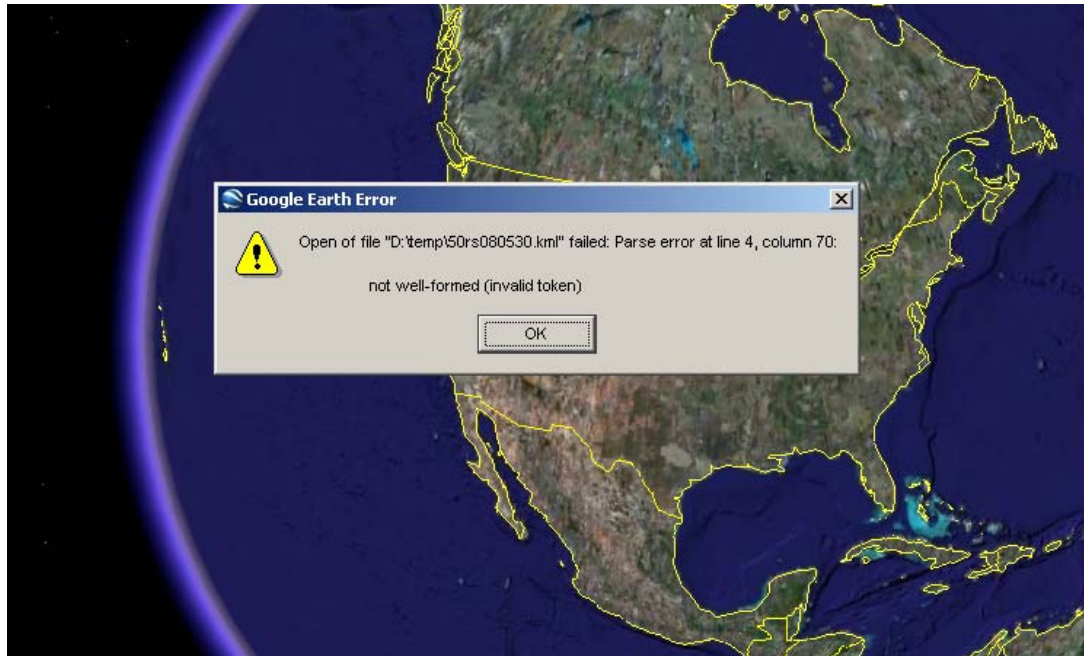 Google Earth Error
Open of file "D:\temp\50rs080530.kml" failed: Parse error at line 4, column 70:
not well-formed (invalid token)
OK